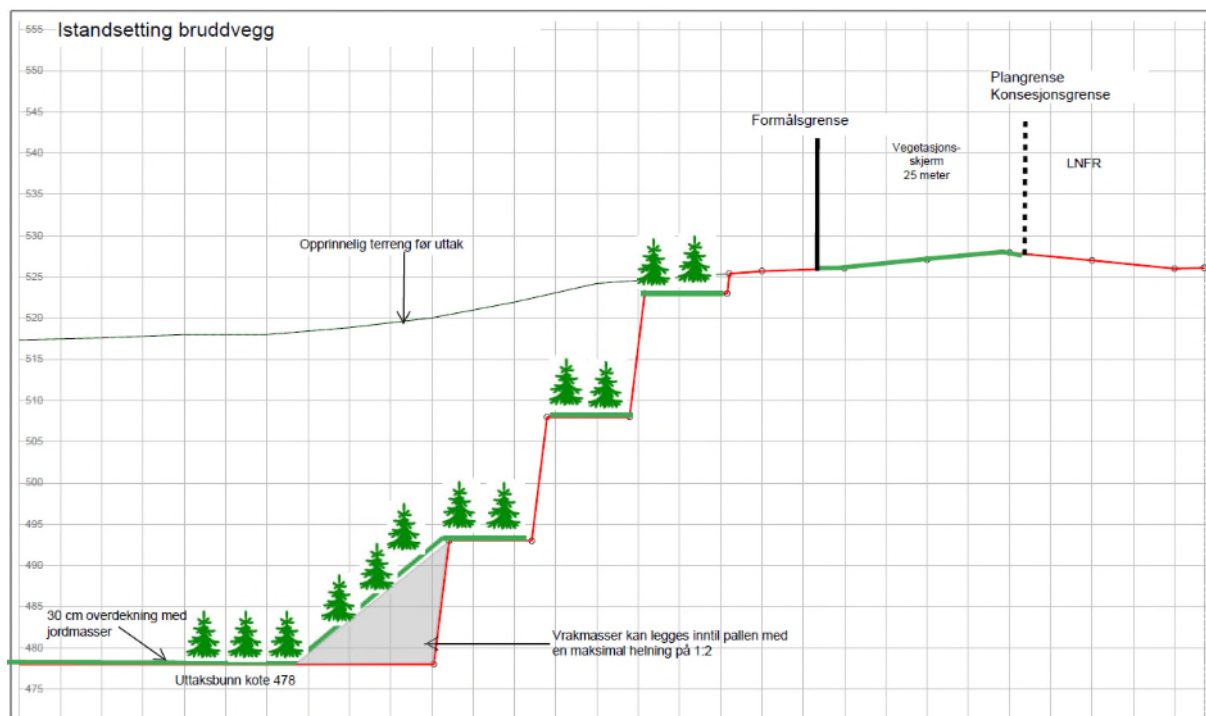 Istandsetting bruddvegg
555
550
545
540
535
530
525
520
515
510
505
500
495
490
485
480
475
Plangrense
Konsesjonsgrense
Formålsgrense
Vegetasjons-
skjerm
25 meter
LNFR
Opprinnelig terreng før uttak
30 cm overdekning med
jordmasser
Vrakmasser kan legges inntil pallen med
en maksimal helning på 1:2
Uttaksbunn kote 478